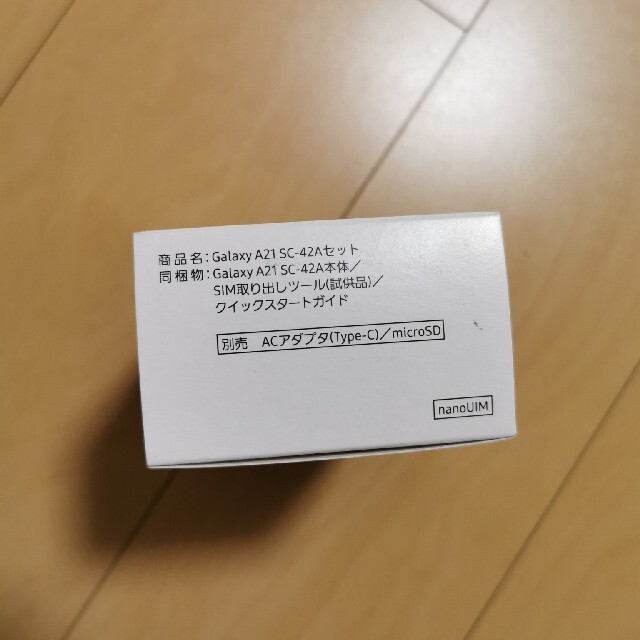 商品名：Galaxy A21 SC-42Aセット
同梱物：Galaxy A21 SC-42A本体／
SIM取り出しツール(試供品)／
クイックスタートガイド
別売　ACアダプタ(Type-C)／microSD
nanoUIM